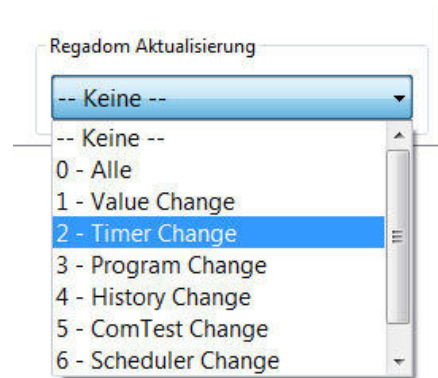 Regadom Aktualisierung
-- Keine --
-- Keine --
0 - Alle
1 - Value Change
2 - Timer Change
3 - Program Change
4 - History Change
5 - ComTest Change
6 - Scheduler Change